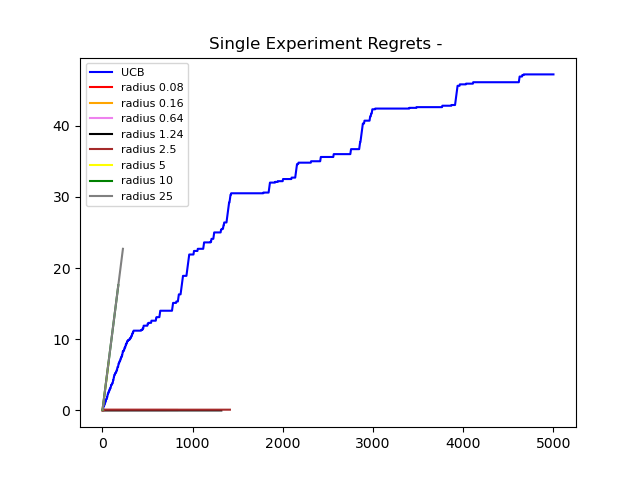 Single Experiment Regrets -
UCB
radius 0.08
radius 0.16
radius 0.64
radius 1.24
radius 2.5
radius 5
radius 10
radius 25
40
30
20
10
0
0 1000 2000 3000 4000 5000